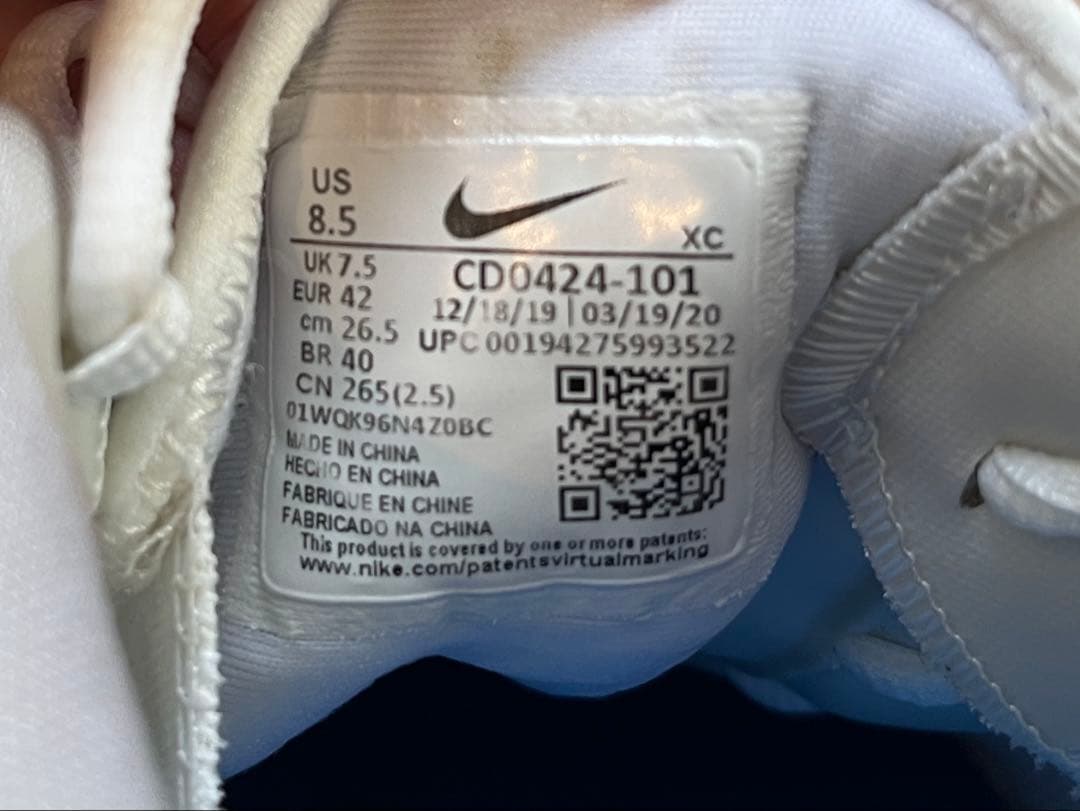 US
8.5
XC
UK 7.5
EUR 42
cm 26.5
BR 40
CN 265(2.5)
01WQK96N4Z0BC
MADE IN CHINA
HECHO EN CHINA
FABRIQUE EN CHINE
FABRICADO NA CHINA
CD0424-101
12/18/19 | 03/19/20
UPC 00194275993522
This product is covered by one or more patents:
www.nike.com/patentsvirtualmarking